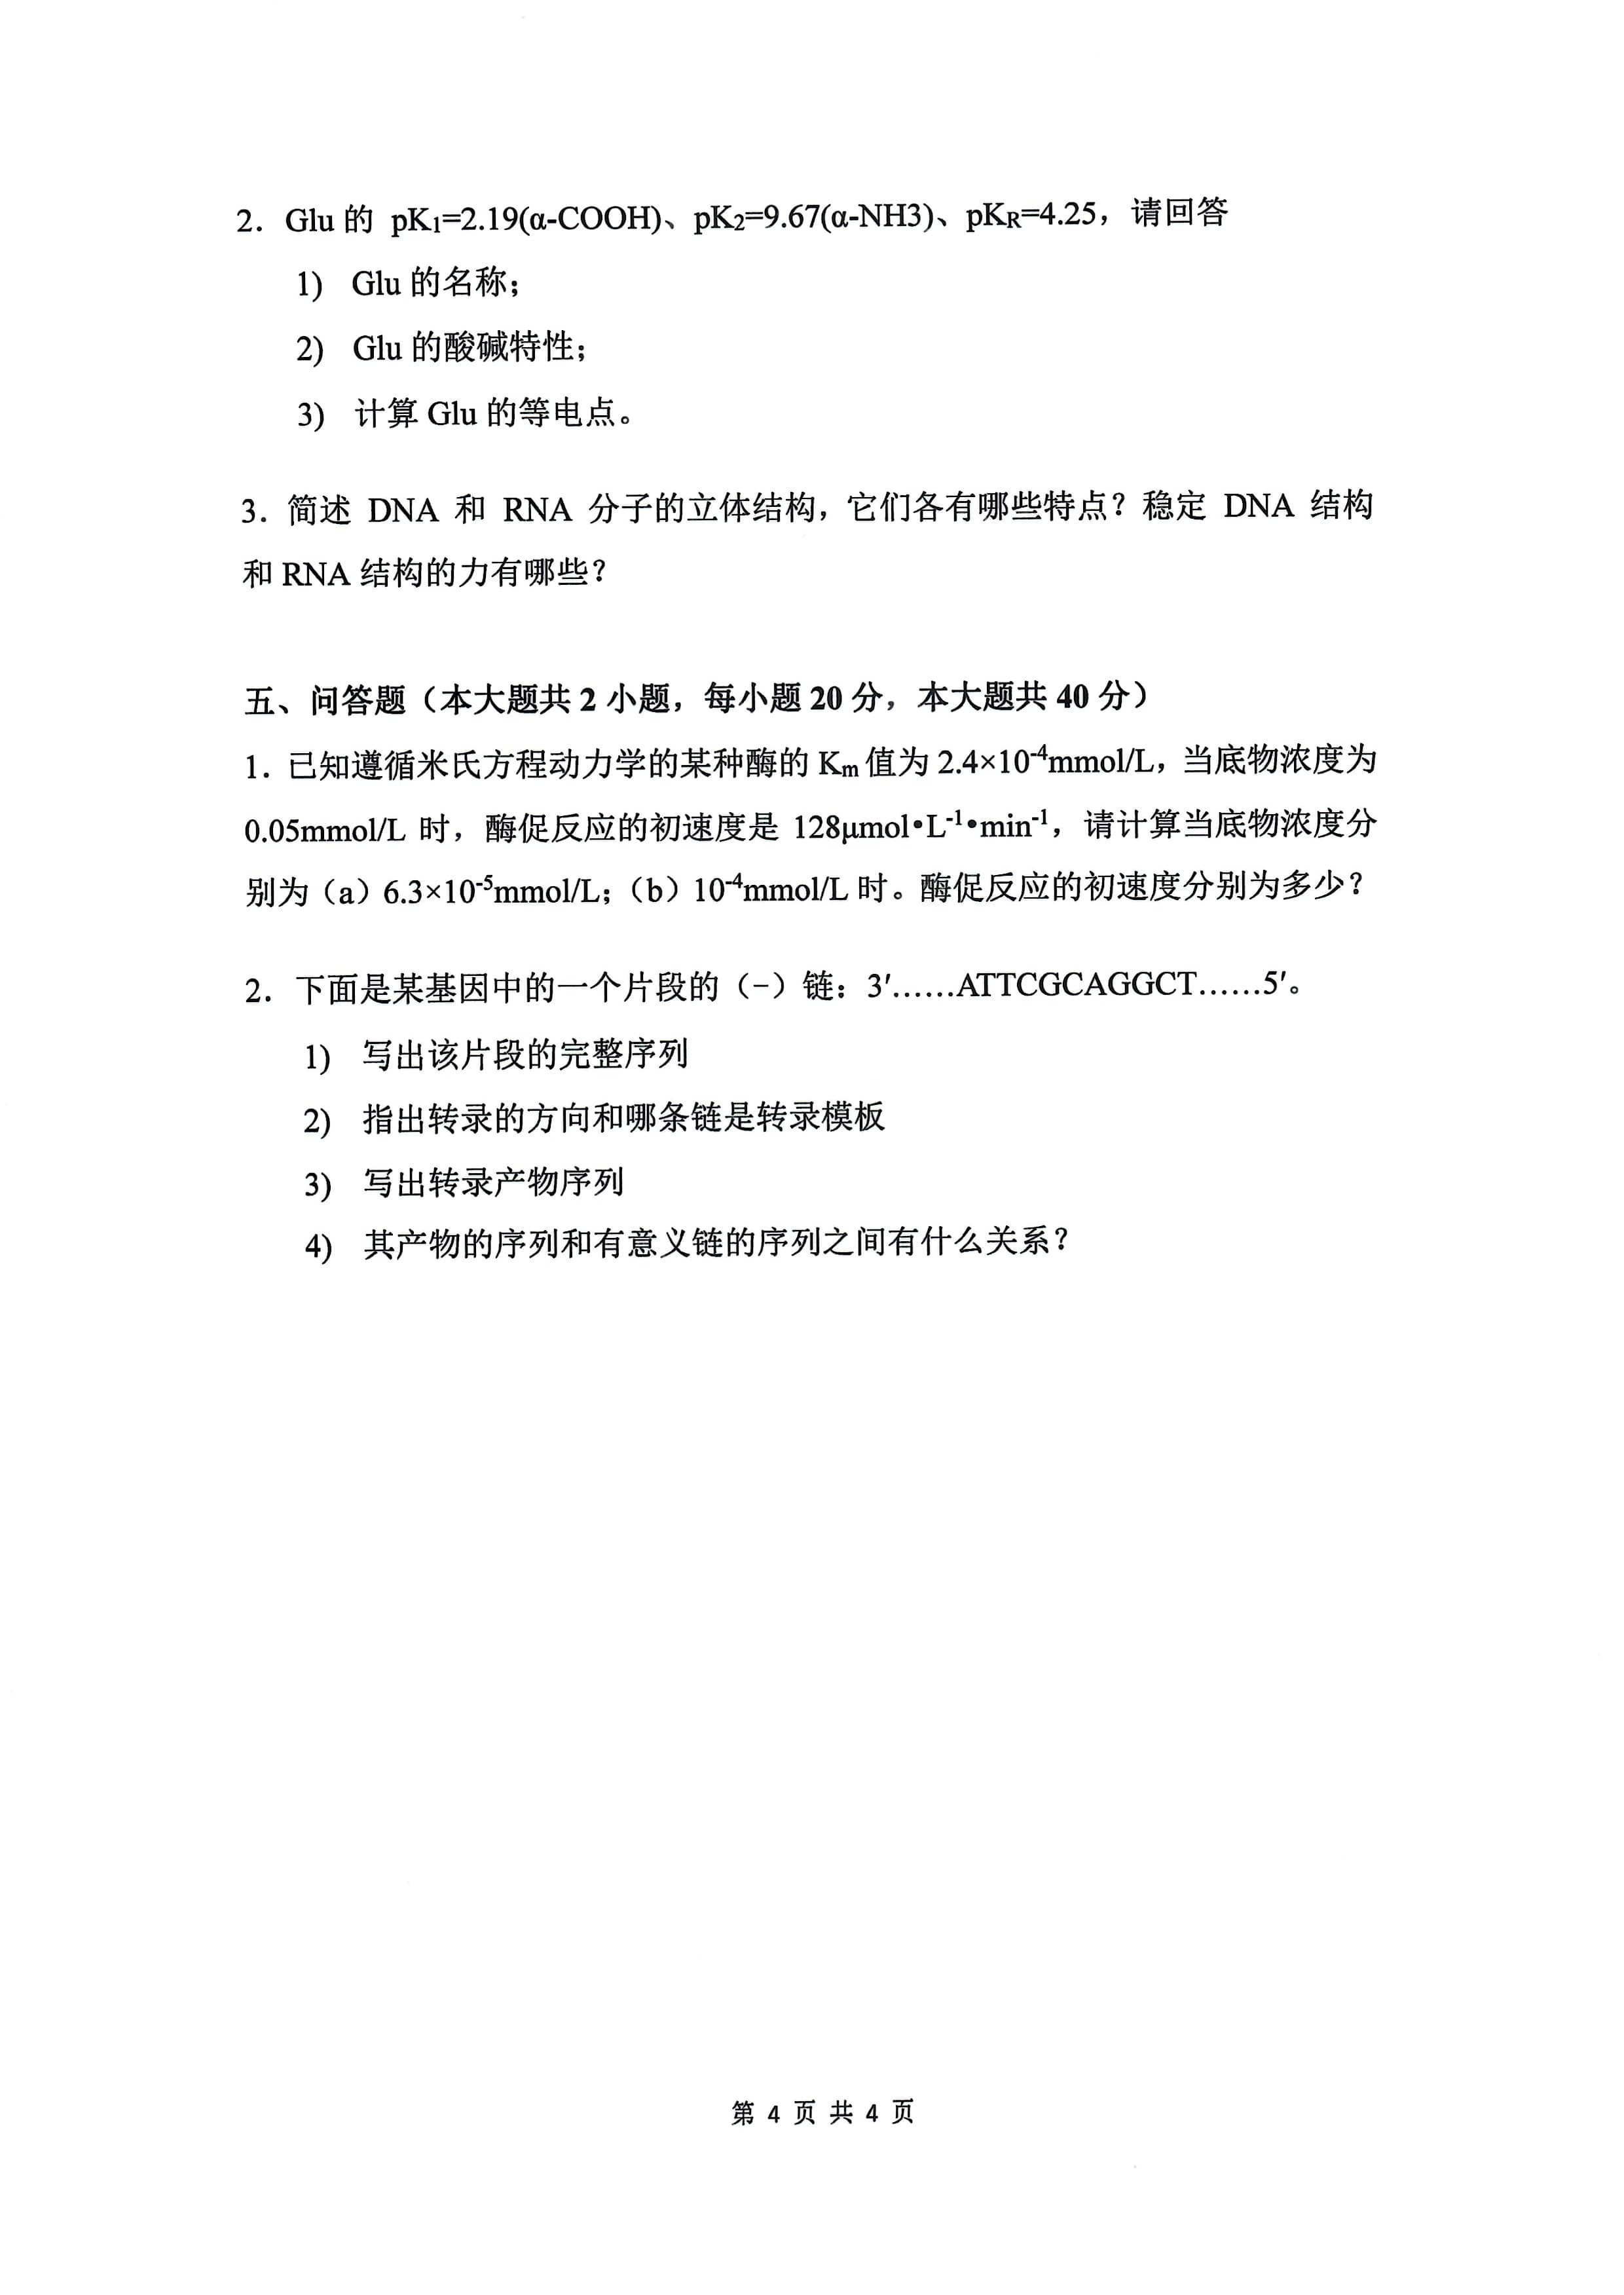 2. Glu 的 pK₁=2.19(α-COOH)、pK₂=9.67(α-NH3)、pKR=4.25，请回答
1) Glu 的名称；
2) Glu 的酸碱特性；
3) 计算 Glu 的等电点。
3. 简述 DNA 和 RNA 分子的立体结构，它们各有哪些特点？稳定 DNA 结构
和 RNA 结构的力有哪些？
五、问答题（本大题共 2 小题，每小题 20 分，本大题共 40 分）
1. 已知遵循米氏方程动力学的某种酶的 Km 值为 2.4×10⁻⁴mmol/L，当底物浓度为
0.05mmol/L 时，酶促反应的初速度是 128μmol•L⁻¹•min⁻¹，请计算当底物浓度分
别为（a）6.3×10⁻⁵mmol/L；（b）10⁻⁴mmol/L 时。酶促反应的初速度分别为多少？
2. 下面是某基因中的一个片段的（-）链：3′……ATTCGCAGGCT……5′。
1) 写出该片段的完整序列
2) 指出转录的方向和哪条链是转录模板
3) 写出转录产物序列
4) 其产物的序列和有意义链的序列之间有什么关系？
第 4 页 共 4 页